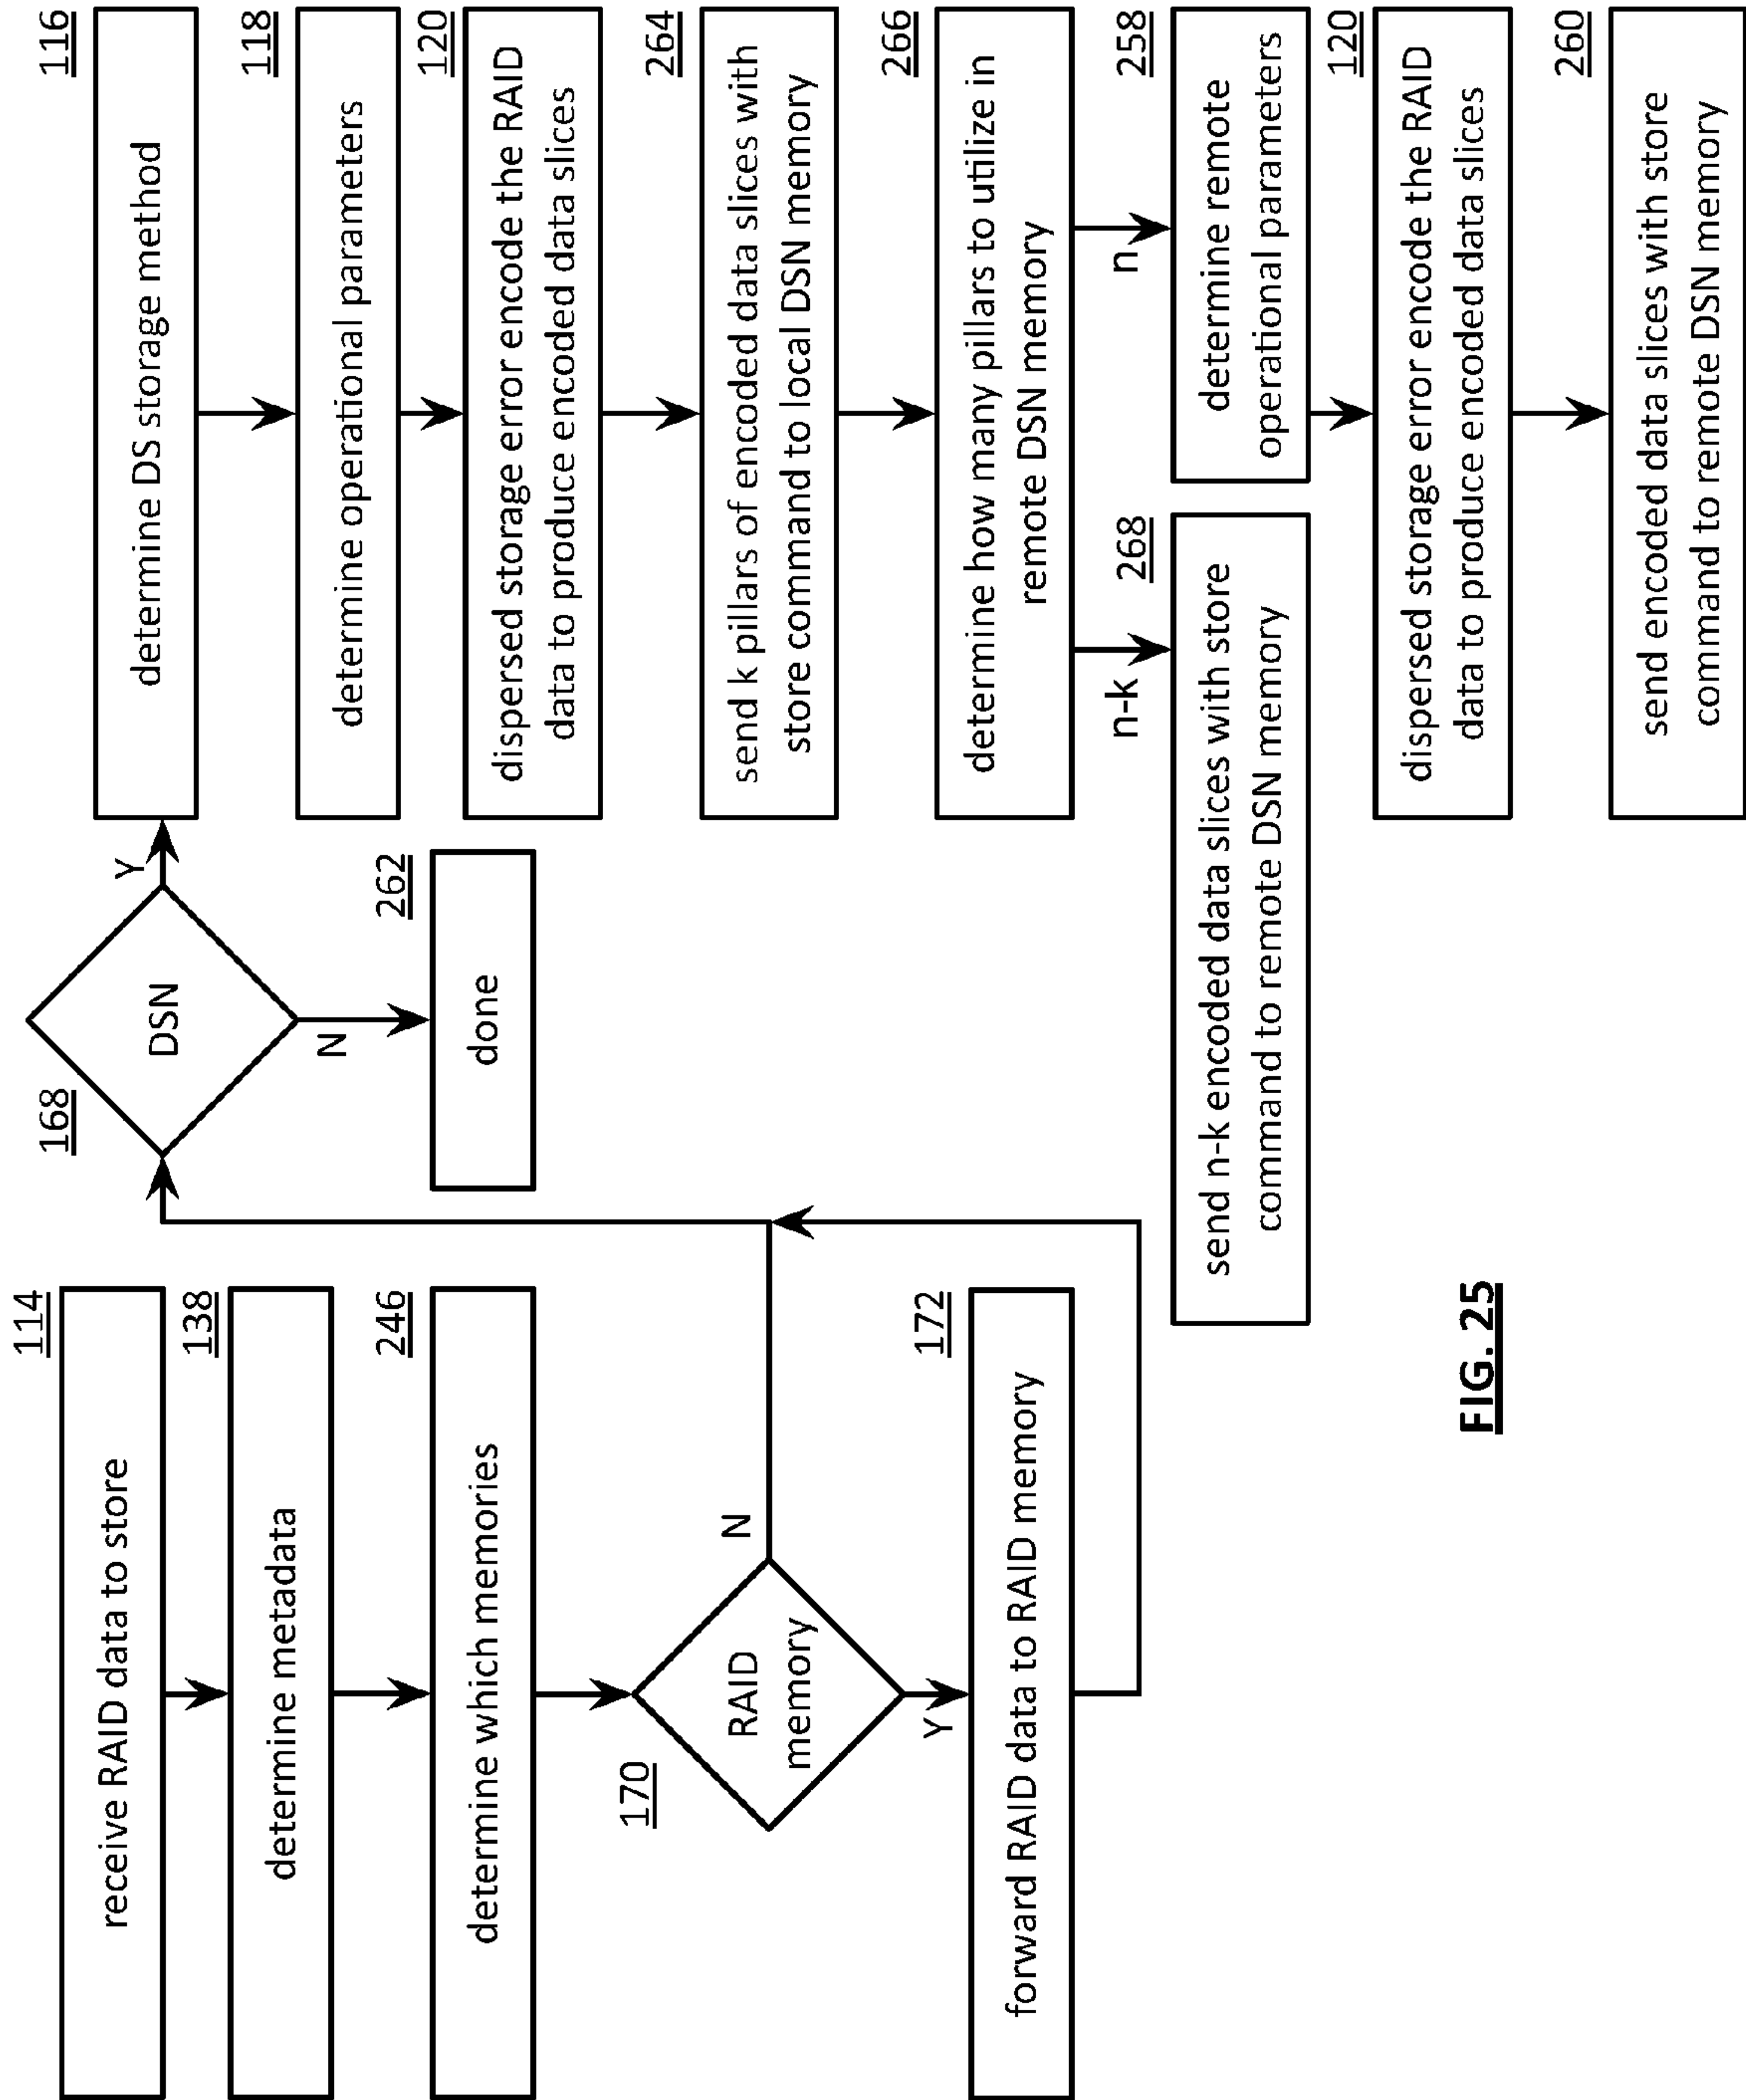 114
receive RAID data to store
138
determine metadata
246
determine which memories
170
RAID
memory
N
Y
172
forward RAID data to RAID memory
168
DSN
Y
N
262
done
116
determine DS storage method
118
determine operational parameters
120
dispersed storage error encode the RAID
data to produce encoded data slices
264
send k pillars of encoded data slices with
store command to local DSN memory
266
determine how many pillars to utilize in
remote DSN memory
n-k
n
268
send n-k encoded data slices with store
command to remote DSN memory
258
determine remote
operational parameters
120
dispersed storage error encode the RAID
data to produce encoded data slices
260
send encoded data slices with store
command to remote DSN memory
FIG. 25